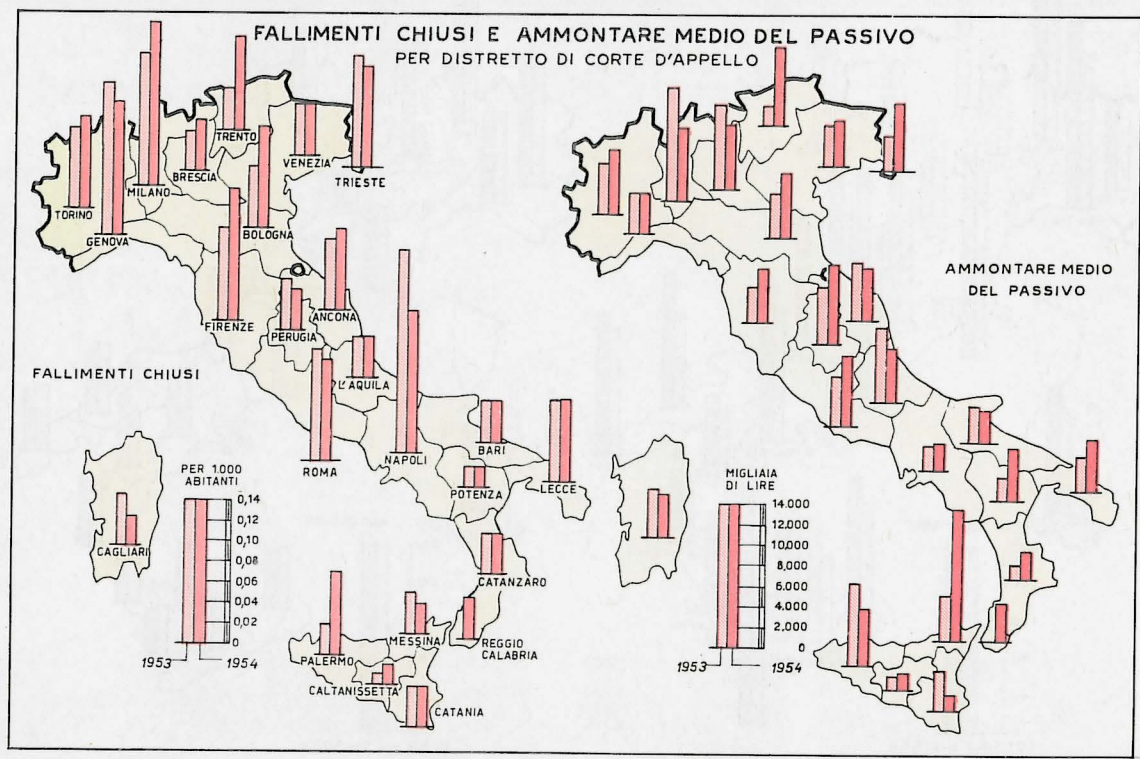 FALLIMENTI CHIUSI E AMMONTARE MEDIO DEL PASSIVO
PER DISTRETTO DI CORTE D'APPELLO
TORINO
GENOVA
MILANO
BRESCIA
TRENTO
BOLOGNA
VENEZIA
TRIESTE
FIRENZE
PERUGIA
ANCONA
L'AQUILA
ROMA
NAPOLI
BARI
POTENZA
LECCE
CAGLIARI
CATANZARO
REGGIO
CALABRIA
MESSINA
PALERMO
CALTANISSETTA
CATANIA
FALLIMENTI CHIUSI
PER 1.000
ABITANTI
0,14
0,12
0,10
0,08
0,06
0,04
0,02
0
1953
1954
AMMONTARE MEDIO
DEL PASSIVO
MIGLIAIA
DI LIRE
14.000
12.000
10.000
8.000
6.000
4.000
2.000
0
1953
1954